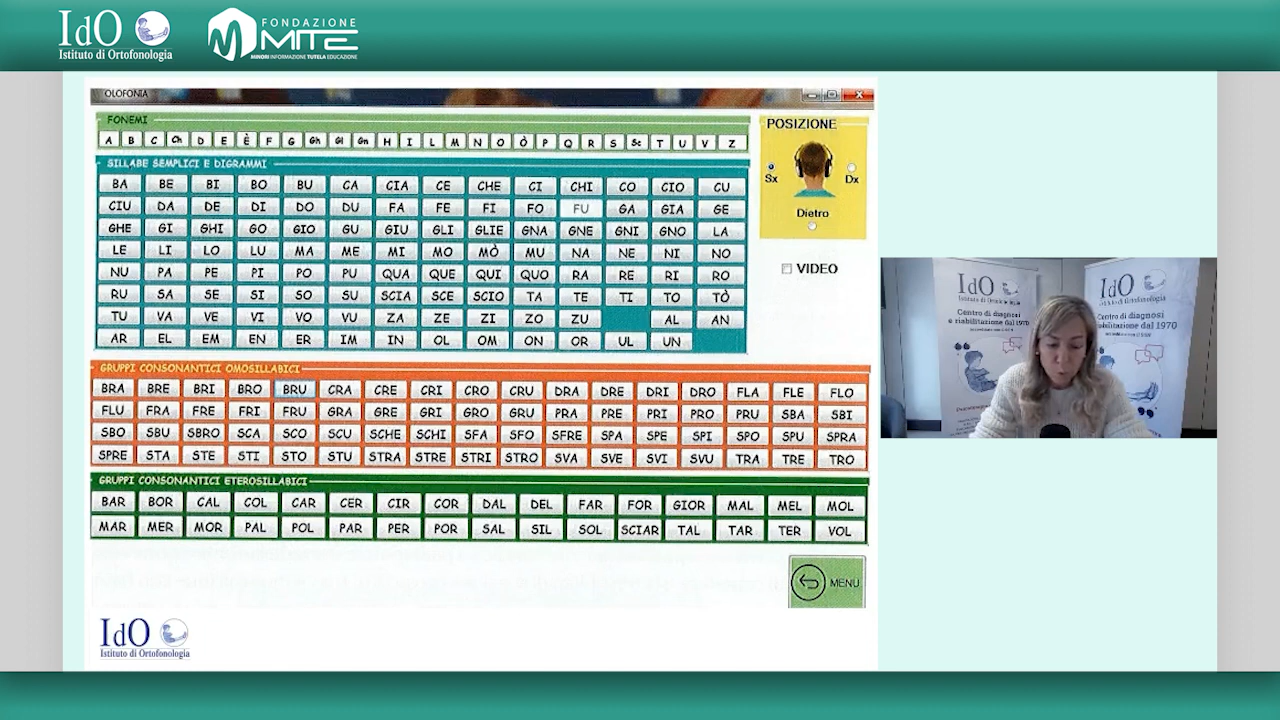 IdO
Istituto di Ortofonologia
FONDAZIONE
MITE
MINORI INFORMAZIONE TUTELA EDUCAZIONE
OLOFONIA
FONEMI
A B C Ch D E È F G Gh Gl Gn H I L M N O Ò P Q R S Sc T U V Z
SILLABE SEMPLICI E DIGRAMMI
BA BE BI BO BU CA CIA CE CHE CI CHI CO CIO CU
CIU DA DE DI DO DU FA FE FI FO FU GA GIA GE
GHE GI GHI GO GIO GU GIU GLI GLIE GNA GNE GNI GNO LA
LE LI LO LU MA ME MI MO MÒ MU NA NE NI NO
NU PA PE PI PO PU QUA QUE QUI QUO RA RE RI RO
RU SA SE SI SO SU SCIA SCE SCIO TA TE TI TO TÒ
TU VA VE VI VO VU ZA ZE ZI ZO ZU AL AN
AR EL EM EN ER IM IN OL OM ON OR UL UN
GRUPPI CONSONANTICI OMOSILLABICI
BRA BRE BRI BRO BRU CRA CRE CRI CRO CRU DRA DRE DRI DRO FLA FLE FLO
FLU FRA FRE FRI FRU GRA GRE GRI GRO GRU PRA PRE PRI PRO PRU SBA SBI
SBO SBU SBRO SCA SCO SCU SCHE SCHI SFA SFO SFRE SPA SPE SPI SPO SPU SPRA
SPRE STA STE STI STO STU STRA STRE STRI STRO SVA SVE SVI SVU TRA TRE TRO
GRUPPI CONSONANTICI ETEROSILLABICI
BAR BOR CAL COL CAR CER CIR COR DAL DEL FAR FOR GIOR MAL MEL MOL
MAR MER MOR PAL POL PAR PER POR SAL SIL SOL SCIAR TAL TAR TER VOL
POSIZIONE
Sx
Dx
Dietro
VIDEO
MENU
IdO
Istituto di Ortofonologia
IdO
Centro di diagnosi
e riabilitazione dal 1970
IdO
Centro di diagnosi